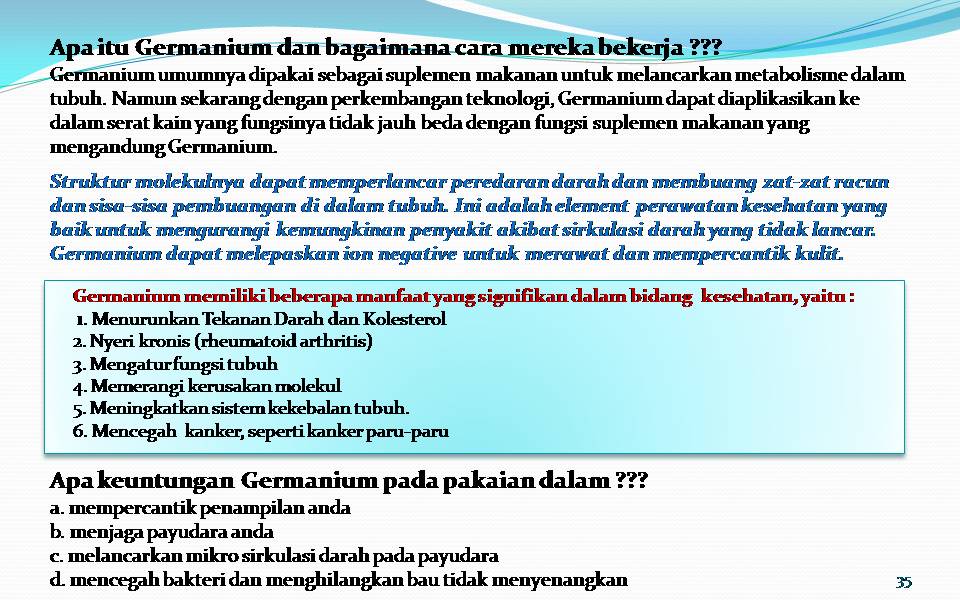 Apa itu Germanium dan bagaimana cara mereka bekerja ???
Germanium umumnya dipakai sebagai suplemen makanan untuk melancarkan metabolisme dalam
tubuh. Namun sekarang dengan perkembangan teknologi, Germanium dapat diaplikasikan ke
dalam serat kain yang fungsinya tidak jauh beda dengan fungsi suplemen makanan yang
mengandung Germanium.
Struktur molekulnya dapat memperlancar peredaran darah dan membuang zat-zat racun
dan sisa-sisa pembuangan di dalam tubuh. Ini adalah element perawatan kesehatan yang
baik untuk mengurangi kemungkinan penyakit akibat sirkulasi darah yang tidak lancar.
Germanium dapat melepaskan ion negative untuk merawat dan mempercantik kulit.
Germanium memiliki beberapa manfaat yang signifikan dalam bidang kesehatan, yaitu :
1. Menurunkan Tekanan Darah dan Kolesterol
2. Nyeri kronis (rheumatoid arthritis)
3. Mengatur fungsi tubuh
4. Memerangi kerusakan molekul
5. Meningkatkan sistem kekebalan tubuh.
6. Mencegah kanker, seperti kanker paru-paru
Apa keuntungan Germanium pada pakaian dalam ???
a. mempercantik penampilan anda
b. menjaga payudara anda
c. melancarkan mikro sirkulasi darah pada payudara
d. mencegah bakteri dan menghilangkan bau tidak menyenangkan
35